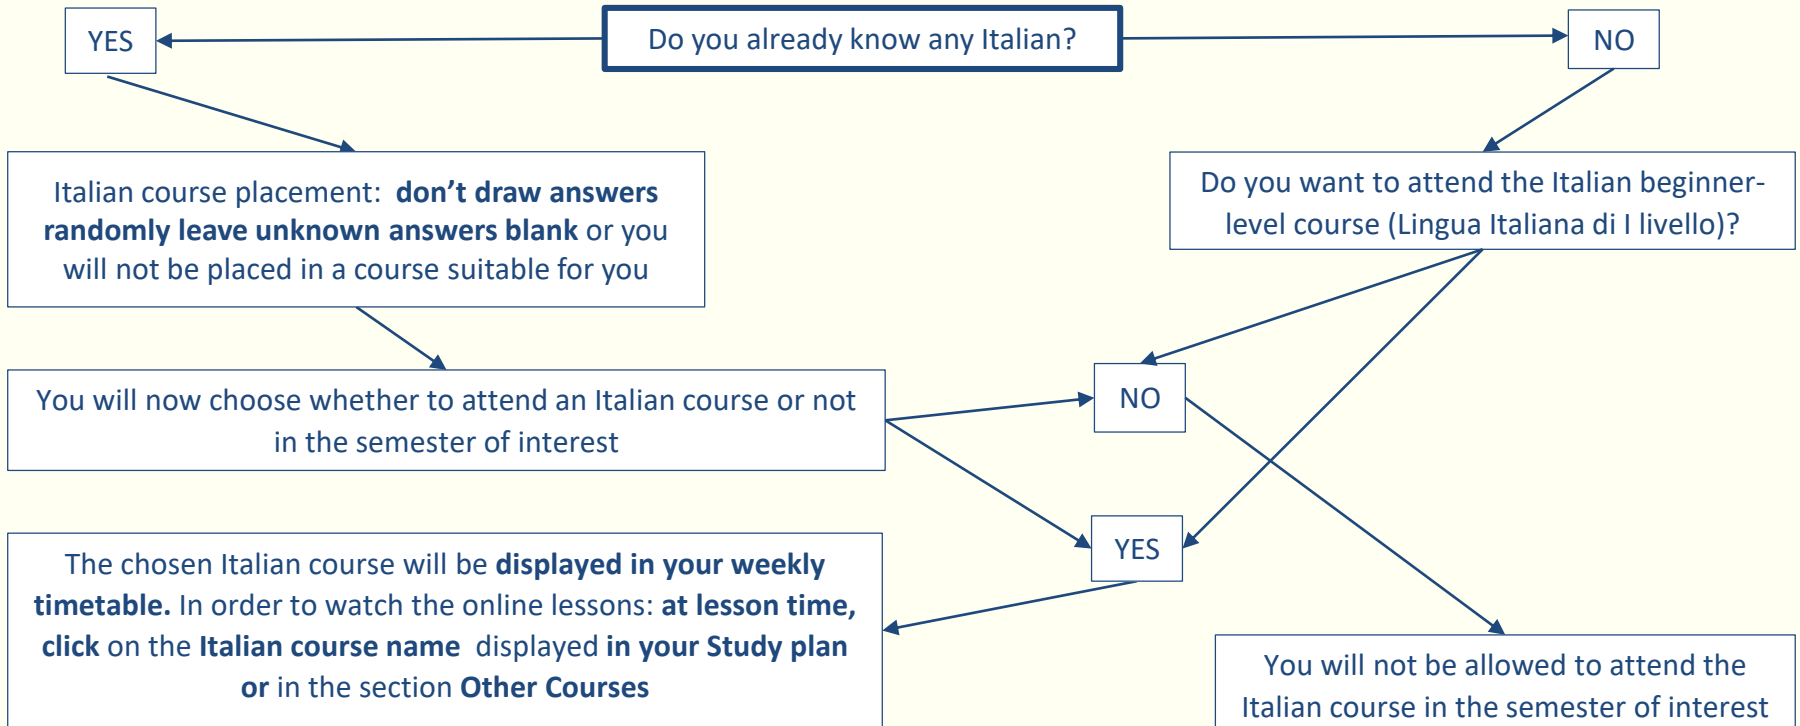 Do you already know any Italian?
YES
NO
Italian course placement:  don’t draw answers
randomly leave unknown answers blank or you
will not be placed in a course suitable for you
Do you want to attend the Italian beginner-
level course (Lingua Italiana di I livello)?
You will now choose whether to attend an Italian course or not
in the semester of interest
NO
YES
The chosen Italian course will be displayed in your weekly
timetable. In order to watch the online lessons: at lesson time,
click on the Italian course name  displayed in your Study plan
or in the section Other Courses
You will not be allowed to attend the
Italian course in the semester of interest